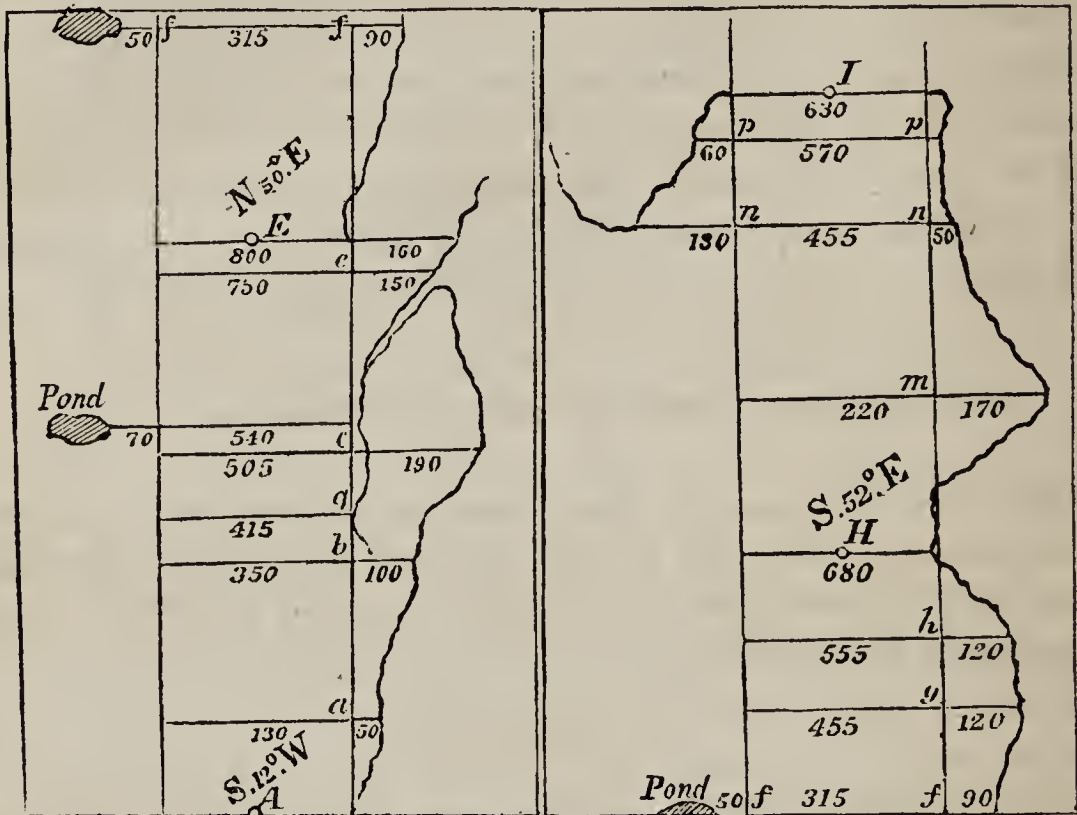 50 f 315 f 90
N 50.° E
E
800 e 160
750 150
Pond
70 540 c
505 190
q
415
b
350 100
a
130 50
S.12° W
A
I
630
p p
60 570
n n
130 455 50
m
220 170
S.52° E
H
680
h
555 120
g
455 120
Pond 50 f 315 f 90